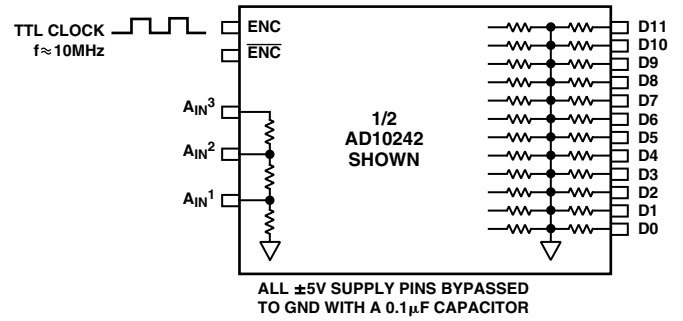 TTL CLOCK
f≈10MHz
ENC
E̅N̅C̅
AIN3
AIN2
AIN1
1/2
AD10242
SHOWN
D11
D10
D9
D8
D7
D6
D5
D4
D3
D2
D1
D0
ALL ±5V SUPPLY PINS BYPASSED
TO GND WITH A 0.1μF CAPACITOR